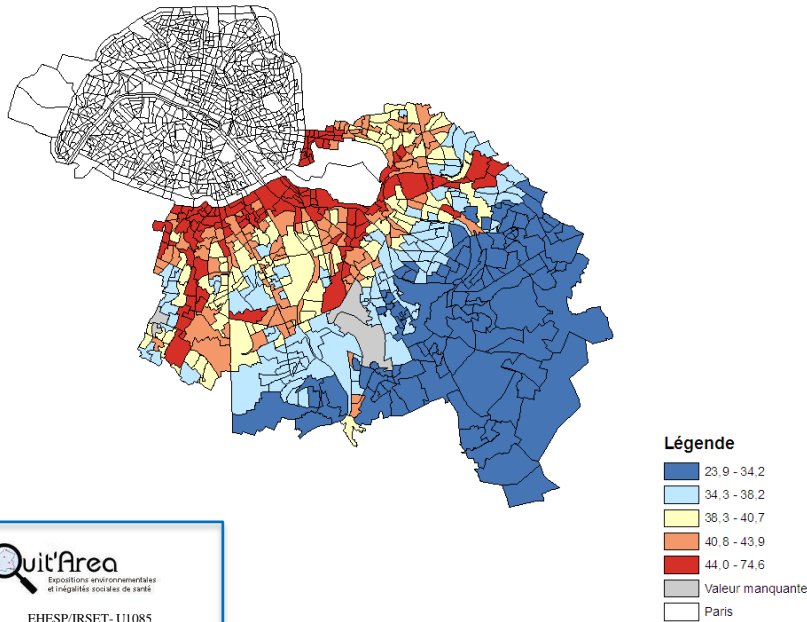 Légende
23,9 - 34,2
34,3 - 38,2
38,3 - 40,7
40,8 - 43,9
44,0 - 74,6
Valeur manquante
Paris
Quit'Area
Expositions environnementales
et inégalités sociales de santé
EHESP/IRSET- U1085